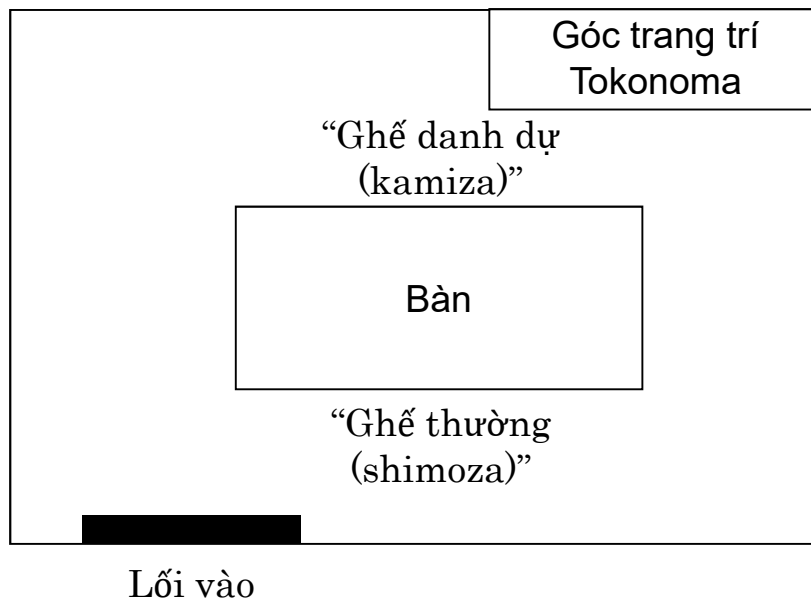 Góc trang trí
Tokonoma
“Ghế danh dự
(kamiza)”
Bàn
“Ghế thường
(shimoza)”
Lối vào